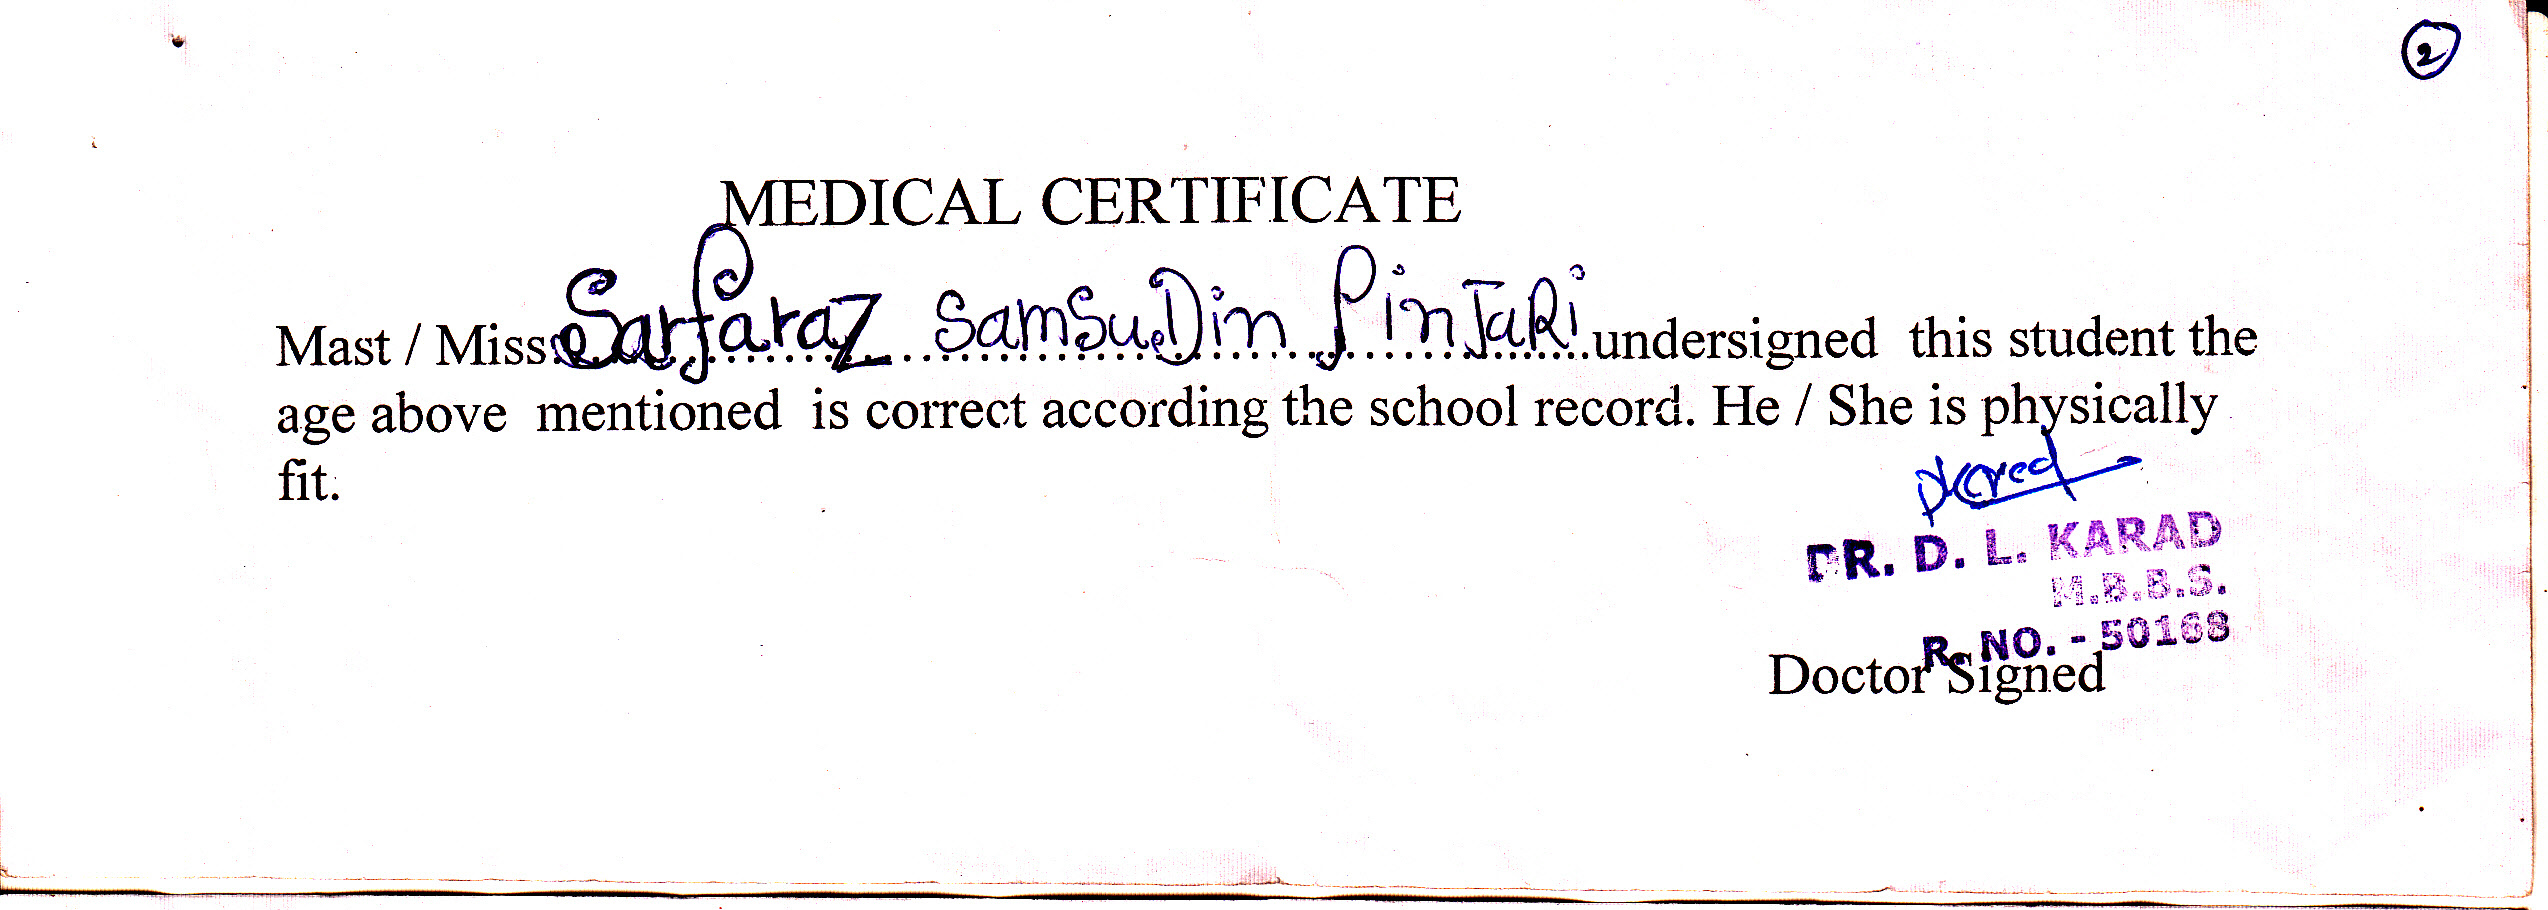 2
MEDICAL CERTIFICATE
Mast / Miss: Sarfaraz SamsuDin PinJaRi undersigned this student the
age above mentioned is correct according the school record. He / She is physically
fit.
DR. D. L. KARAD
M.B.B.S.
R. NO. - 50168
Doctor Signed